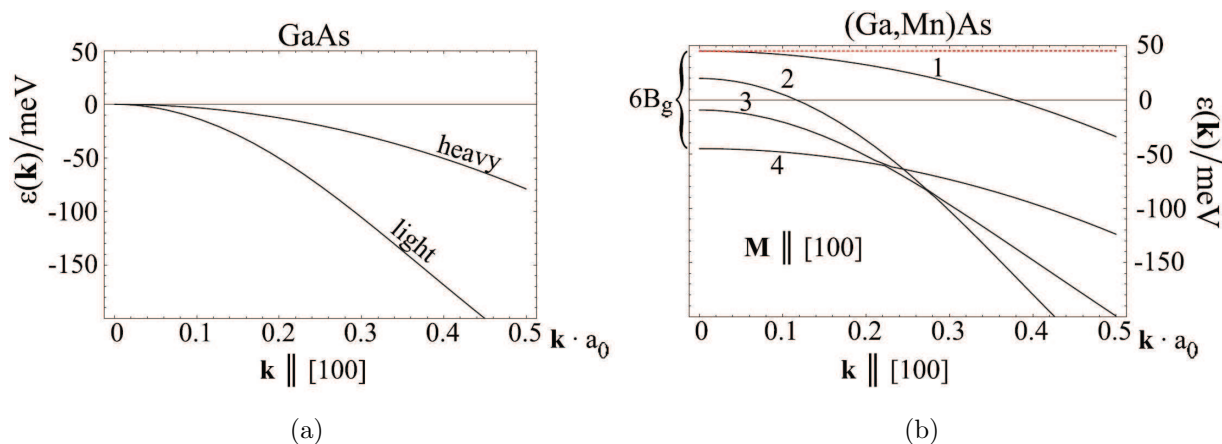 GaAs
ε(k)/meV
50
0
-50
-100
-150
heavy
light
0
0.1
0.2
0.3
0.4
0.5
k · a₀
k ∥ [100]
(a)
(Ga,Mn)As
6B_g
1
2
3
4
M ∥ [100]
50
0
-50
-100
-150
ε(k)/meV
0
0.1
0.2
0.3
0.4
0.5
k · a₀
k ∥ [100]
(b)